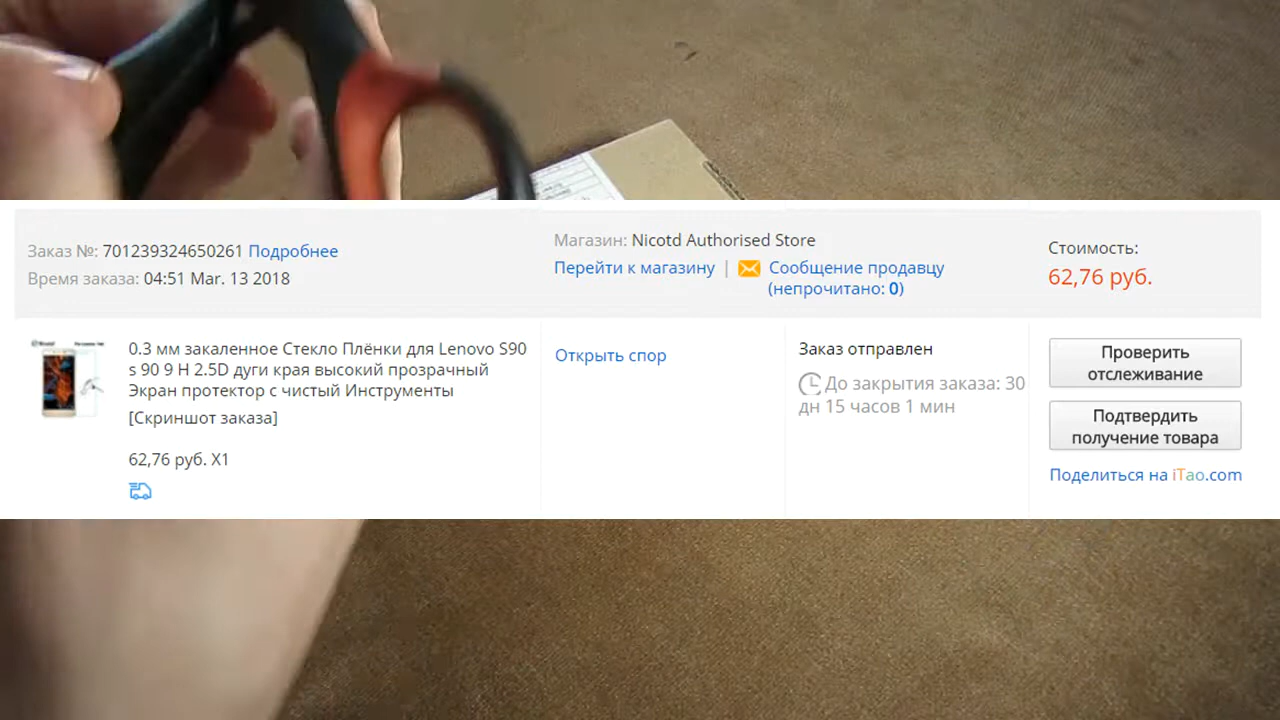 Заказ №: 701239324650261 Подробнее
Время заказа: 04:51 Mar. 13 2018
Магазин: Nicotd Authorised Store
Перейти к магазину | Сообщение продавцу
(непрочитано: 0)
Стоимость:
62,76 руб.
0.3 мм закаленное Стекло Плёнки для Lenovo S90
s 90 9 H 2.5D дуги края высокий прозрачный
Экран протектор с чистый Инструменты
[Скриншот заказа]
62,76 руб. X1
Открыть спор
Заказ отправлен
До закрытия заказа: 30
дн 15 часов 1 мин
Проверить
отслеживание
Подтвердить
получение товара
Поделиться на iTao.com